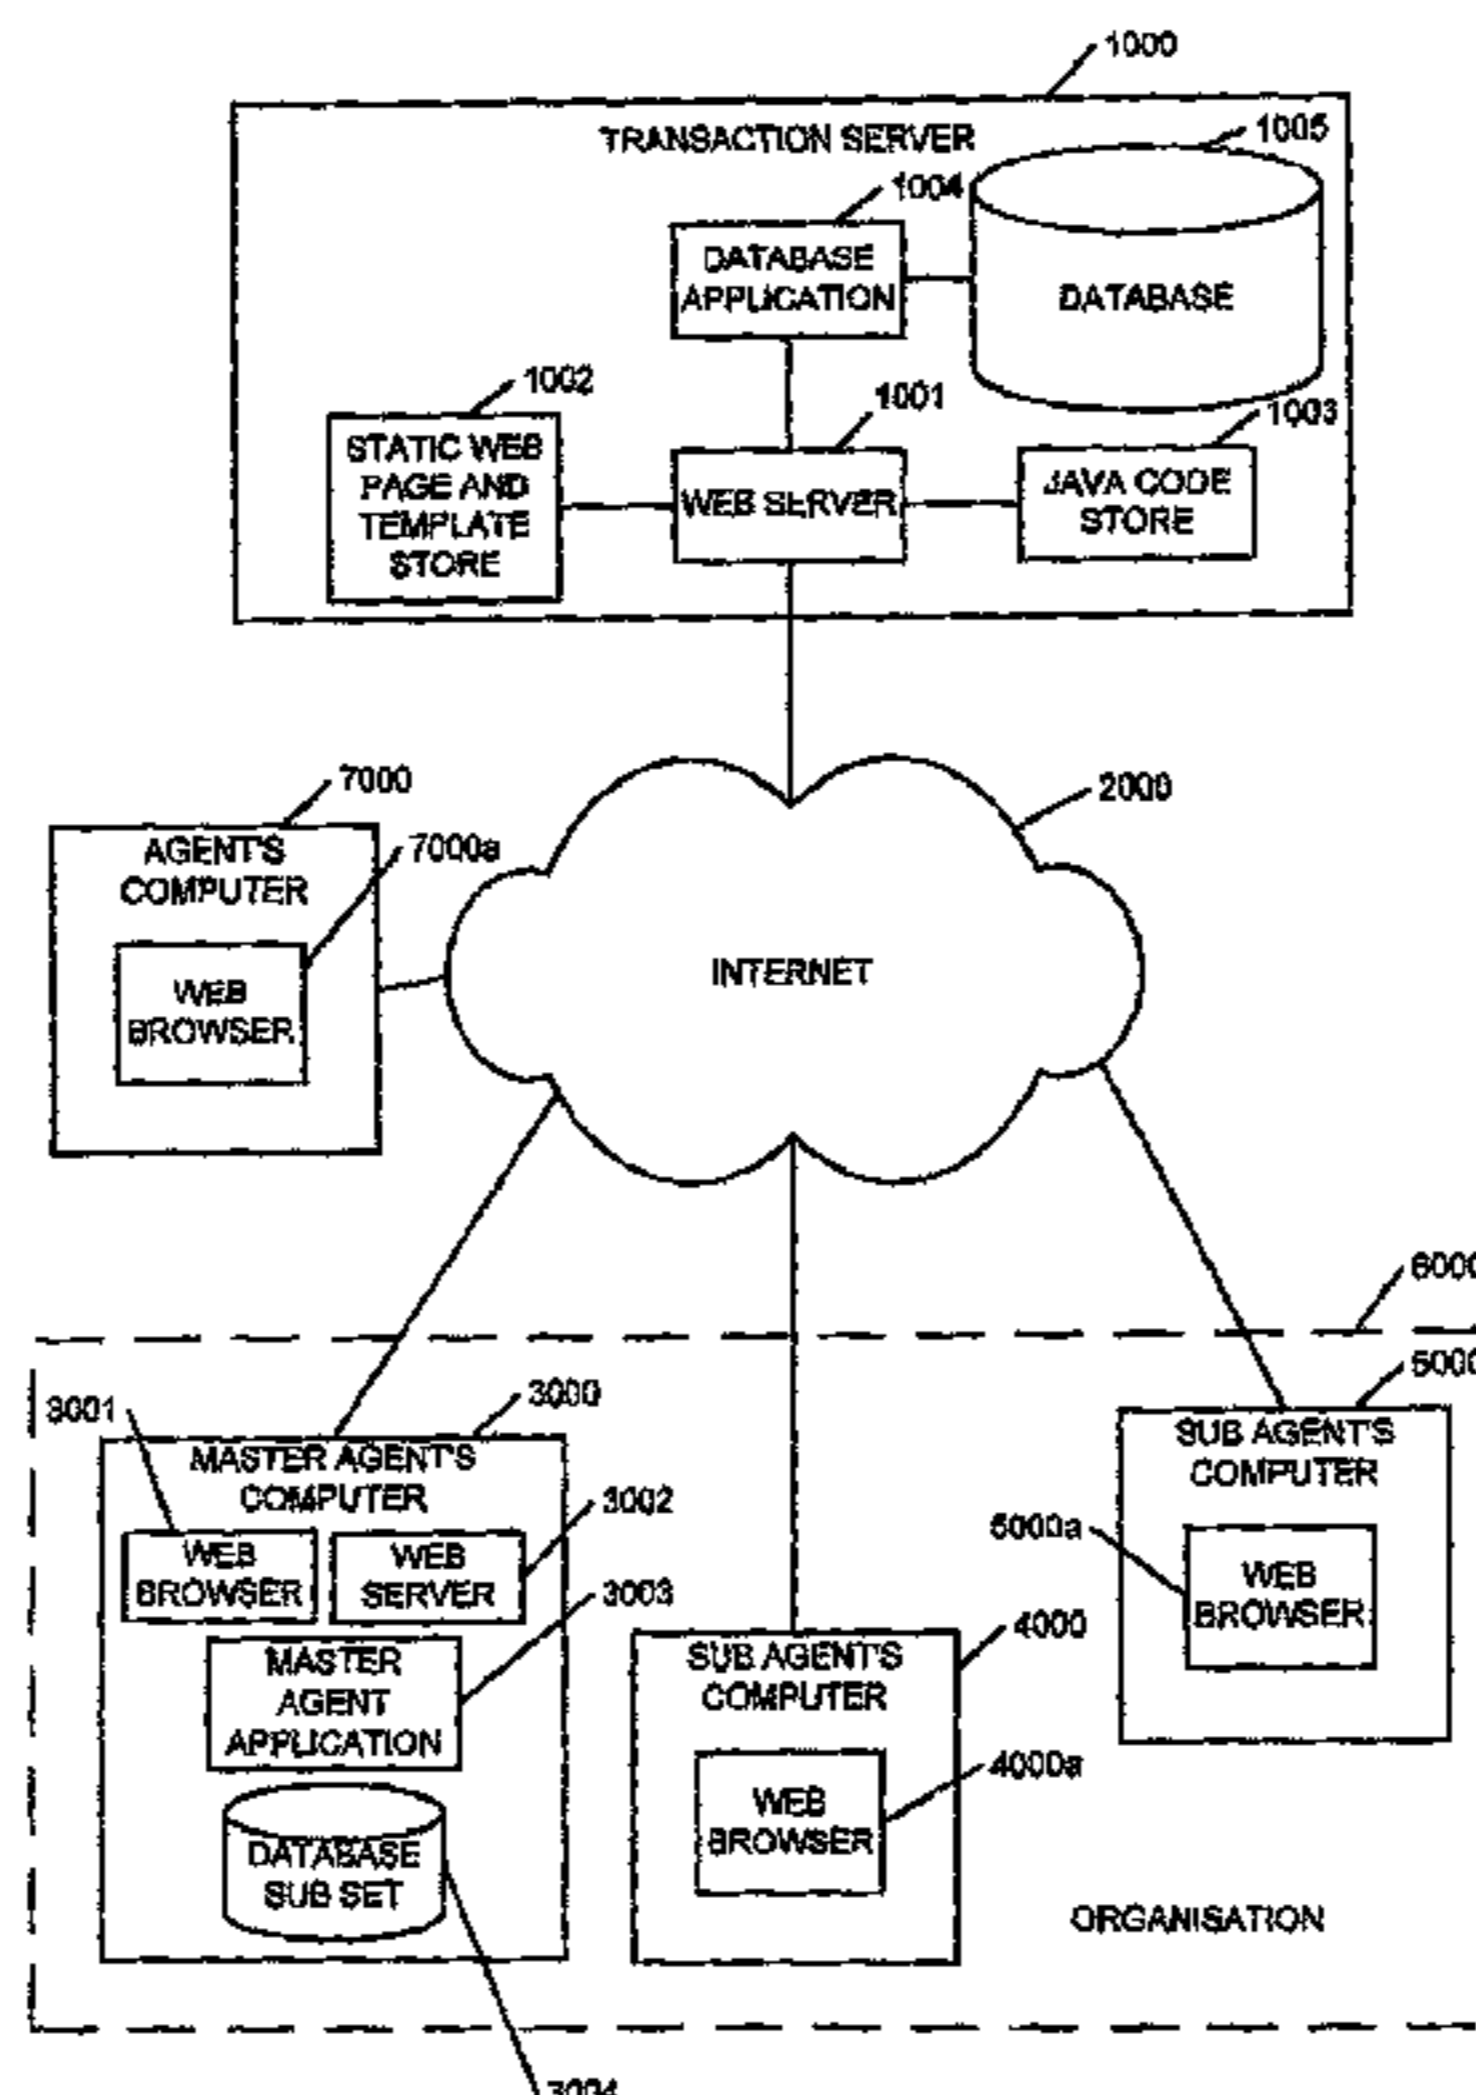 1000
TRANSACTION SERVER
1005
1004
DATABASE
APPLICATION
DATABASE
1002
1001
1003
STATIC WEB
PAGE AND
TEMPLATE
STORE
WEB SERVER
JAVA CODE
STORE
7000
2000
AGENT'S
COMPUTER
7000a
WEB
BROWSER
INTERNET
6000
5000
3001
3000
MASTER AGENT'S
COMPUTER
3002
WEB
BROWSER
WEB
SERVER
3003
MASTER
AGENT
APPLICATION
DATABASE
SUB SET
3004
SUB AGENT'S
COMPUTER
4000
WEB
BROWSER
4000a
SUB AGENT'S
COMPUTER
5000a
WEB
BROWSER
ORGANISATION